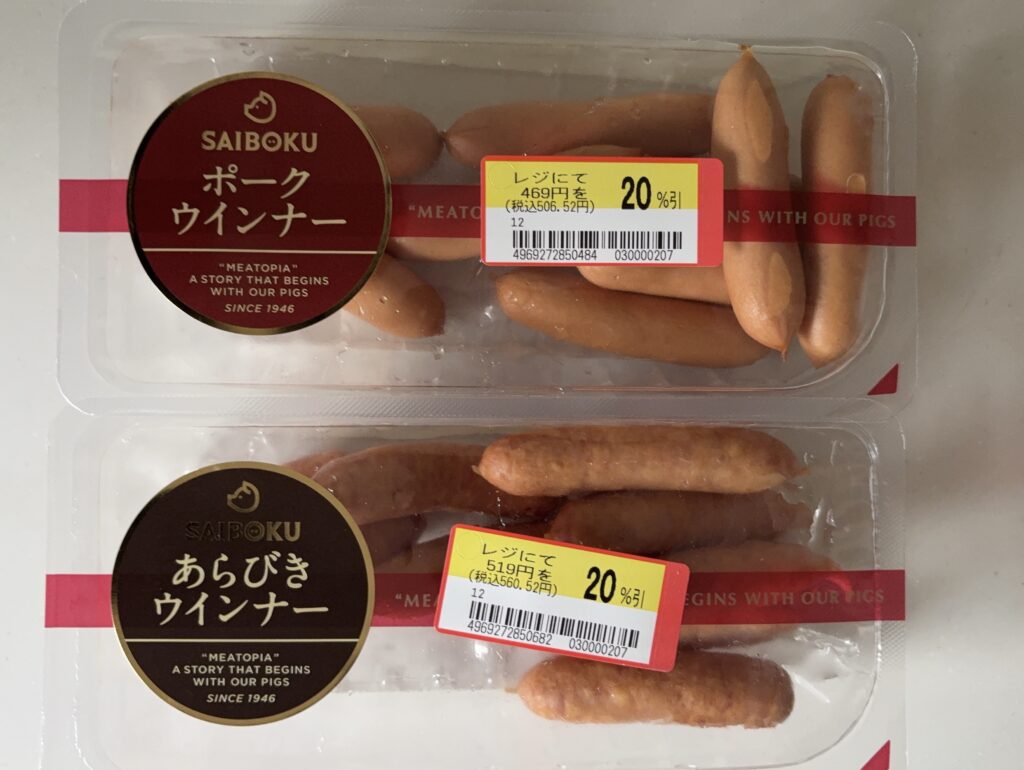 SAIBOKU
ポーク
ウインナー
"MEATOPIA"
A STORY THAT BEGINS
WITH OUR PIGS
SINCE 1946
"MEATO
レジにて
469円を
(税込506.52円)
20%引
12
4969272850484 030000207
NS WITH OUR PIGS
SAIBOKU
あらびき
ウインナー
"MEATOPIA"
A STORY THAT BEGINS
WITH OUR PIGS
SINCE 1946
"MEA
レジにて
519円を
(税込560.52円)
20%引
12
4969272850682 030000207
EGINS WITH OUR PIGS